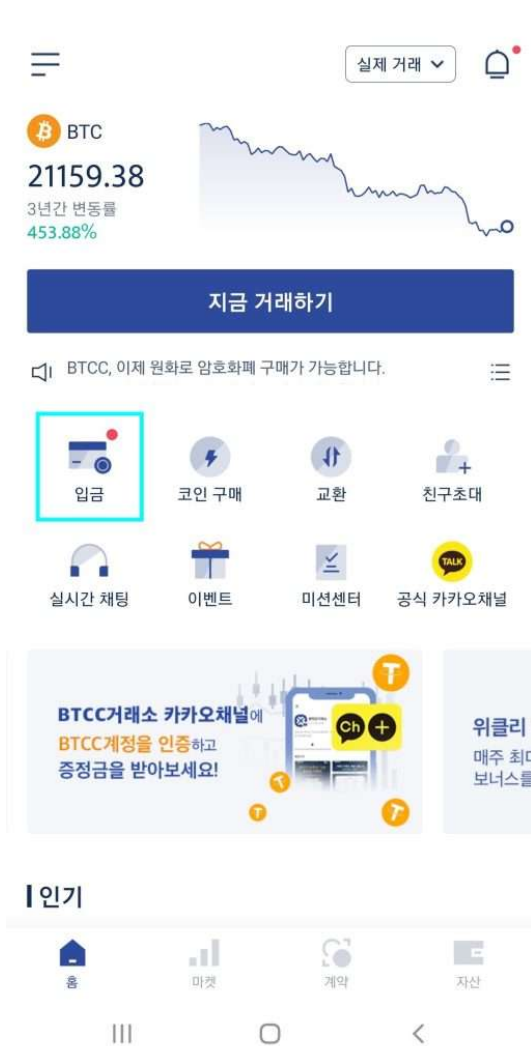 실제 거래
BTC
21159.38
3년간 변동률
453.88%
지금 거래하기
BTCC, 이제 원화로 암호화폐 구매가 가능합니다.
입금
코인 구매
교환
친구초대
TALK
실시간 채팅
이벤트
미션센터
공식 카카오채널
BTCC거래소 카카오채널에
BTCC계정을 인증하고
증정금을 받아보세요!
Ch +
위클리
매주 최대
보너스를
인기
홈
마켓
계약
자산